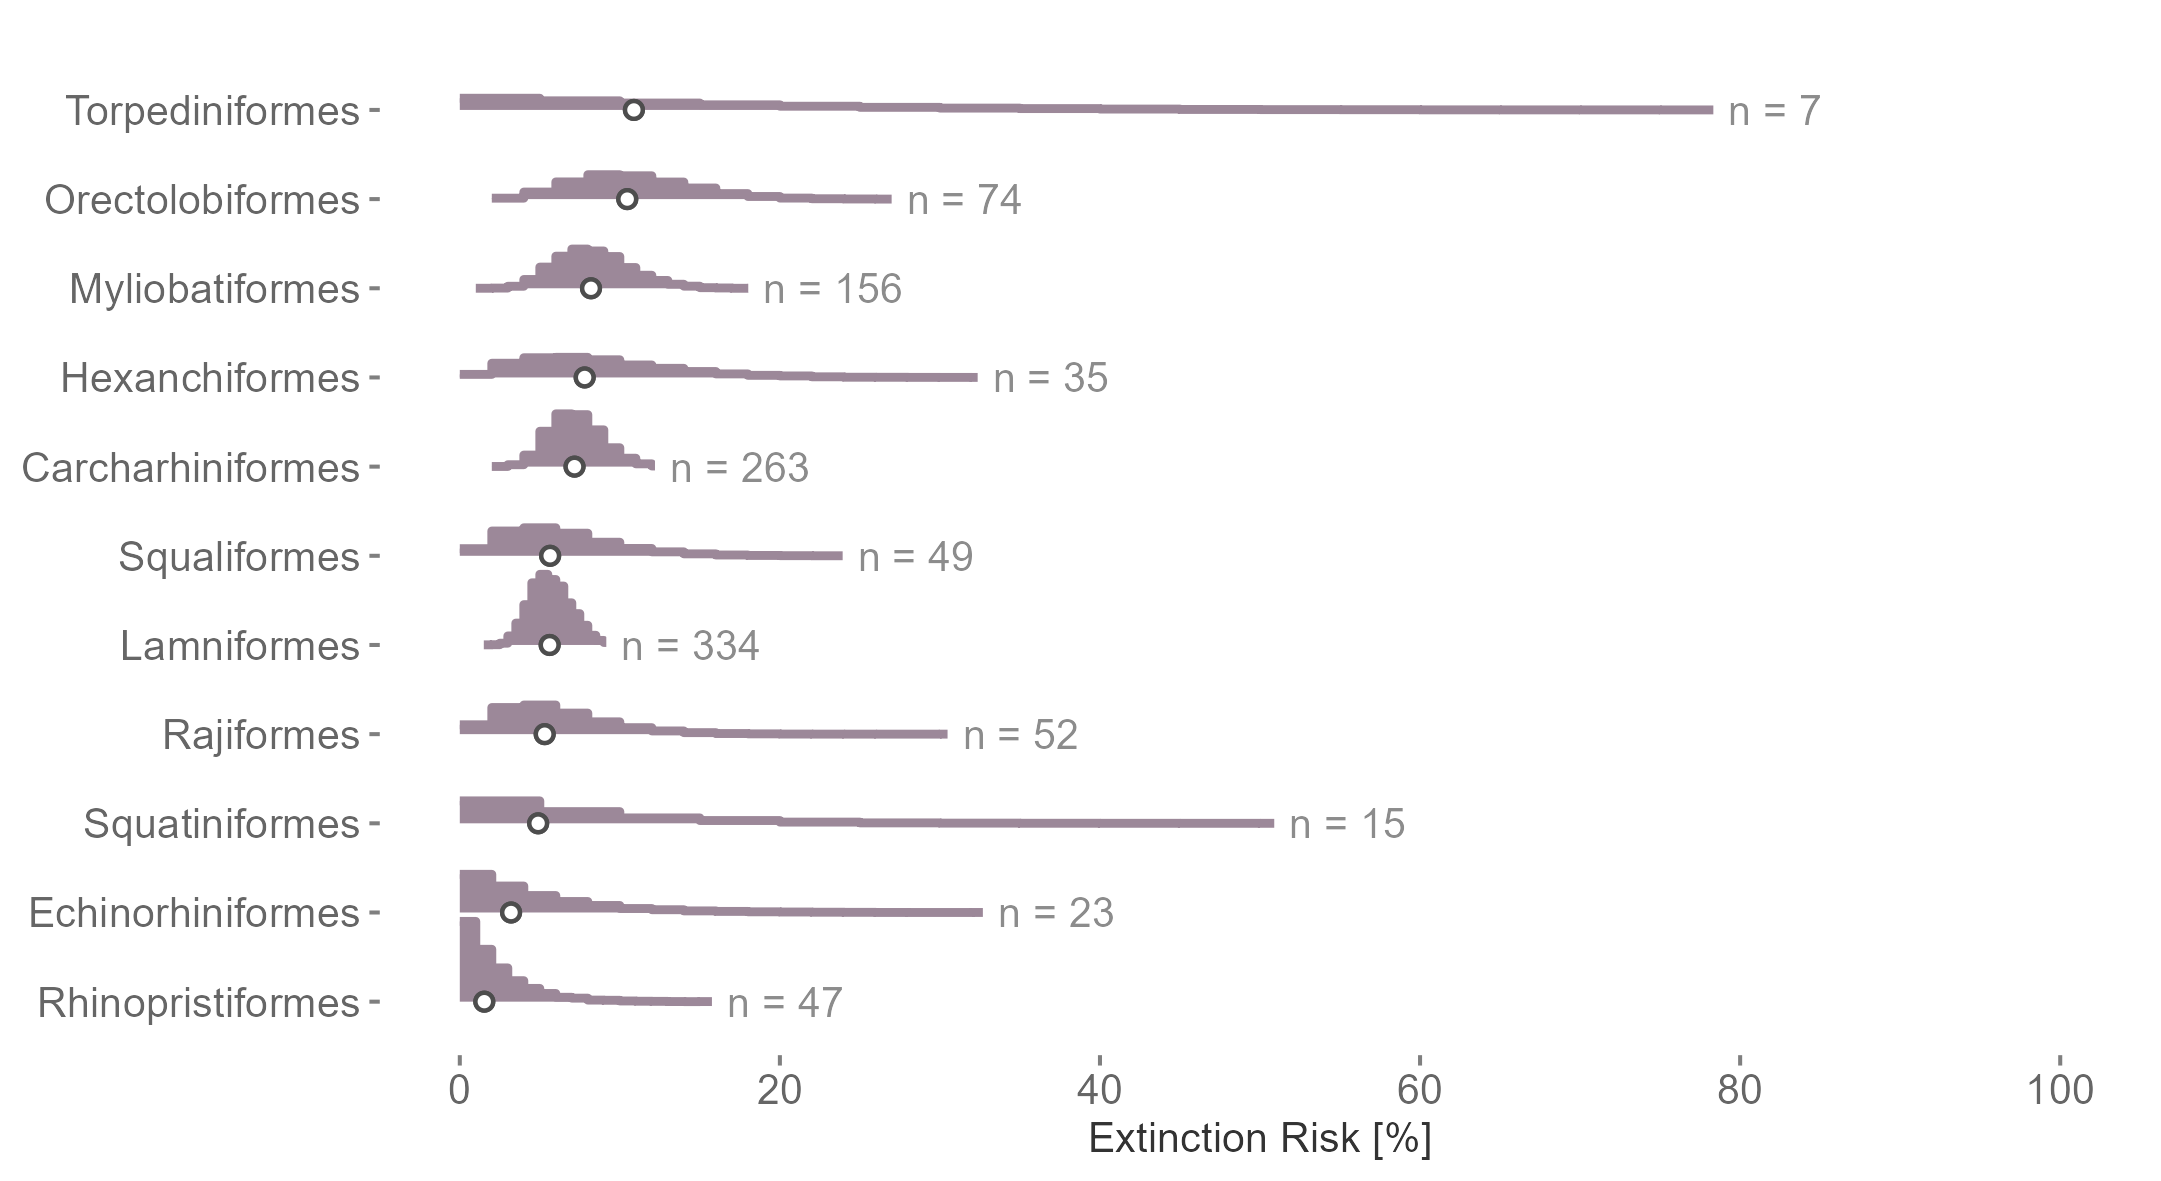 Torpediniformes n = 7
Orectolobiformes n = 74
Myliobatiformes n = 156
Hexanchiformes n = 35
Carcharhiniformes n = 263
Squaliformes n = 49
Lamniformes n = 334
Rajiformes n = 52
Squatiniformes n = 15
Echinorhiniformes n = 23
Rhinopristiformes n = 47
0 20 40 60 80 100
Extinction Risk [%]